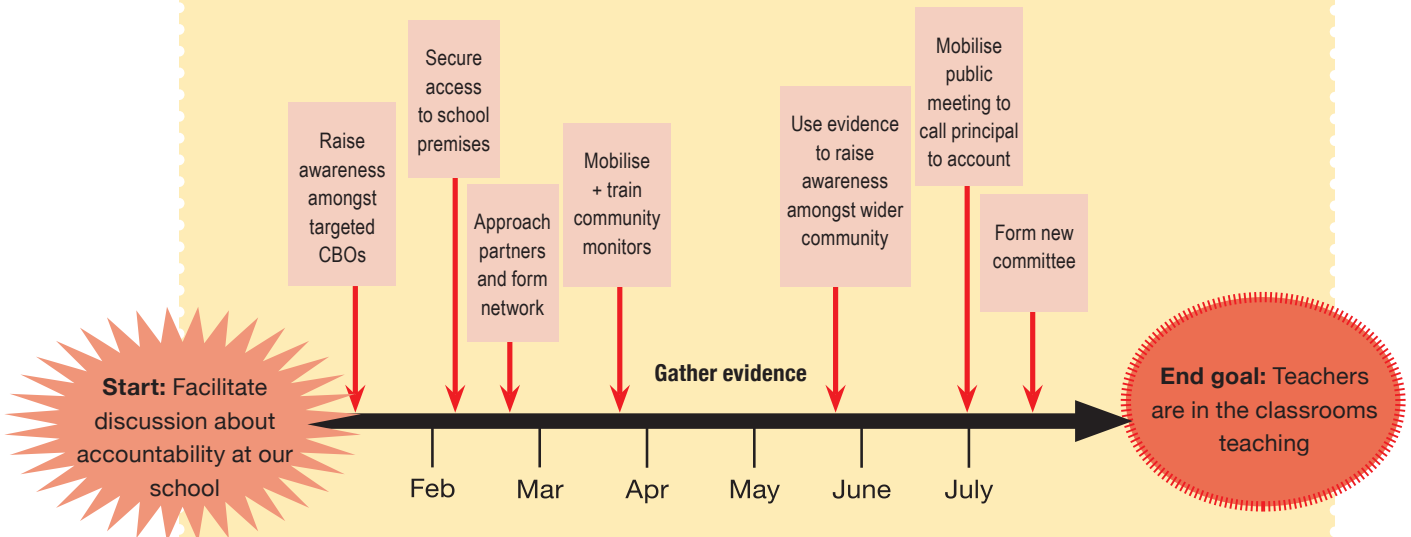 Start: Facilitate
discussion about
accountability at our
school
Raise
awareness
amongst
targeted
CBOs
Secure
access
to school
premises
Approach
partners
and form
network
Mobilise
+ train
community
monitors
Gather evidence
Use evidence
to raise
awareness
amongst wider
community
Mobilise
public
meeting to
call principal
to account
Form new
committee
End goal: Teachers
are in the classrooms
teaching
Feb
Mar
Apr
May
June
July